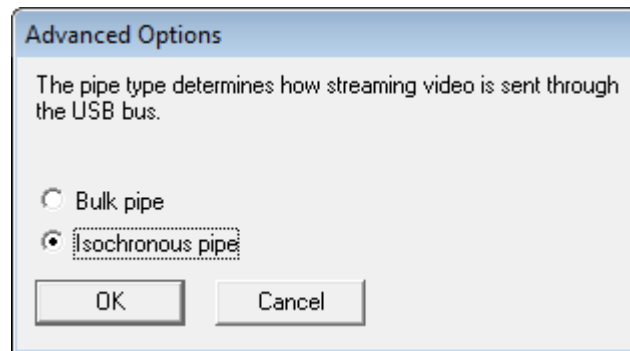 Advanced Options
The pipe type determines how streaming video is sent through
the USB bus.
Bulk pipe
Isochronous pipe
OK
Cancel